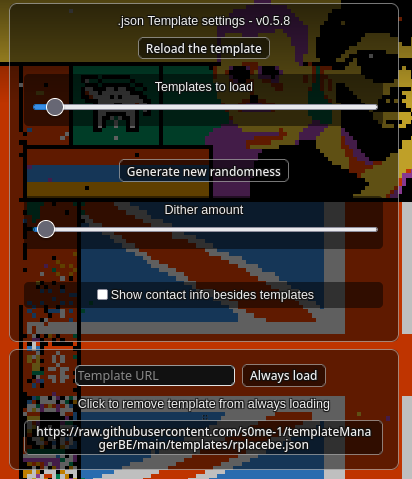 .json Template settings - v0.5.8
Reload the template
Templates to load
Generate new randomness
Dither amount
Show contact info besides templates
Template URL
Always load
Click to remove template from always loading
https://raw.githubusercontent.com/s0me-1/templateMana
gerBE/main/templates/rplacebe.json